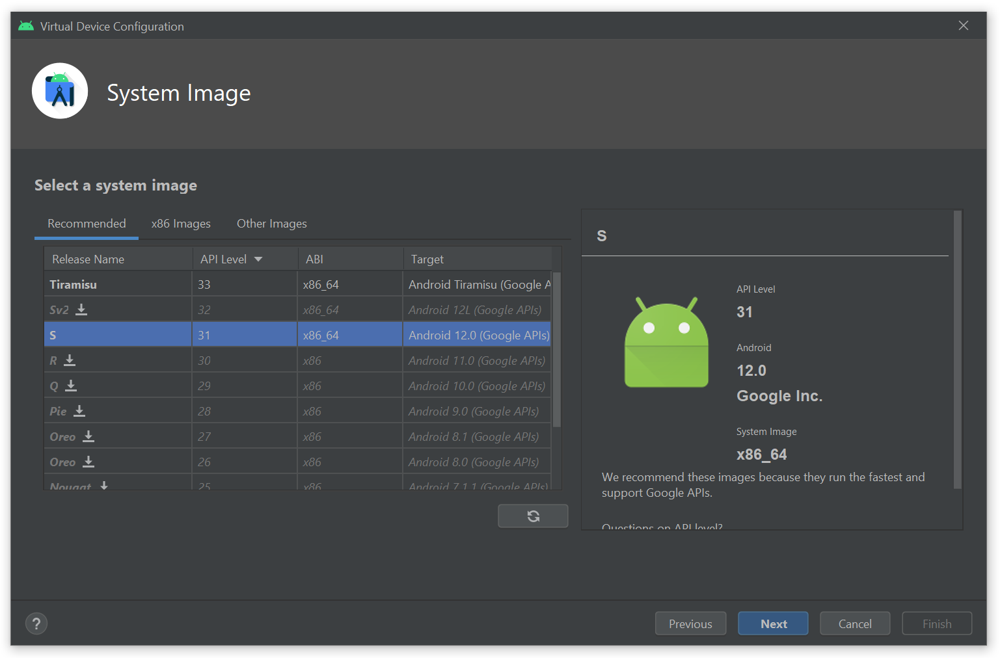 Virtual Device Configuration
System Image
Select a system image
Recommended x86 Images Other Images
Release Name API Level ABI Target
Tiramisu 33 x86_64 Android Tiramisu (Google A
Sv2 32 x86_64 Android 12L (Google APIs)
S 31 x86_64 Android 12.0 (Google APIs)
R 30 x86 Android 11.0 (Google APIs)
Q 29 x86 Android 10.0 (Google APIs)
Pie 28 x86 Android 9.0 (Google APIs)
Oreo 27 x86 Android 8.1 (Google APIs)
Oreo 26 x86 Android 8.0 (Google APIs)
Nougat 25 x86 Android 7.1.1 (Google APIs)
S
API Level
31
Android
12.0
Google Inc.
System Image
x86_64
We recommend these images because they run the fastest and
support Google APIs.
Questions on API level?
? Previous Next Cancel Finish